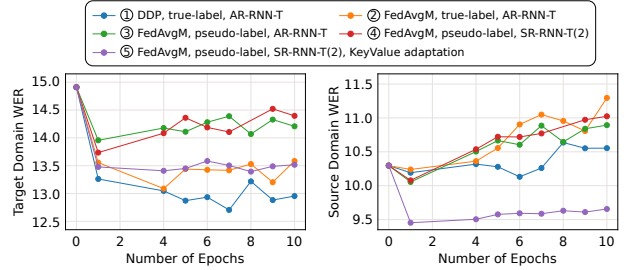 ① DDP, true-label, AR-RNN-T
② FedAvgM, true-label, AR-RNN-T
③ FedAvgM, pseudo-label, AR-RNN-T
④ FedAvgM, pseudo-label, SR-RNN-T(2)
⑤ FedAvgM, pseudo-label, SR-RNN-T(2), KeyValue adaptation
Target Domain WER
15.0
14.5
14.0
13.5
13.0
12.5
0 2 4 6 8 10
Number of Epochs
Source Domain WER
11.5
11.0
10.5
10.0
9.5
0 2 4 6 8 10
Number of Epochs